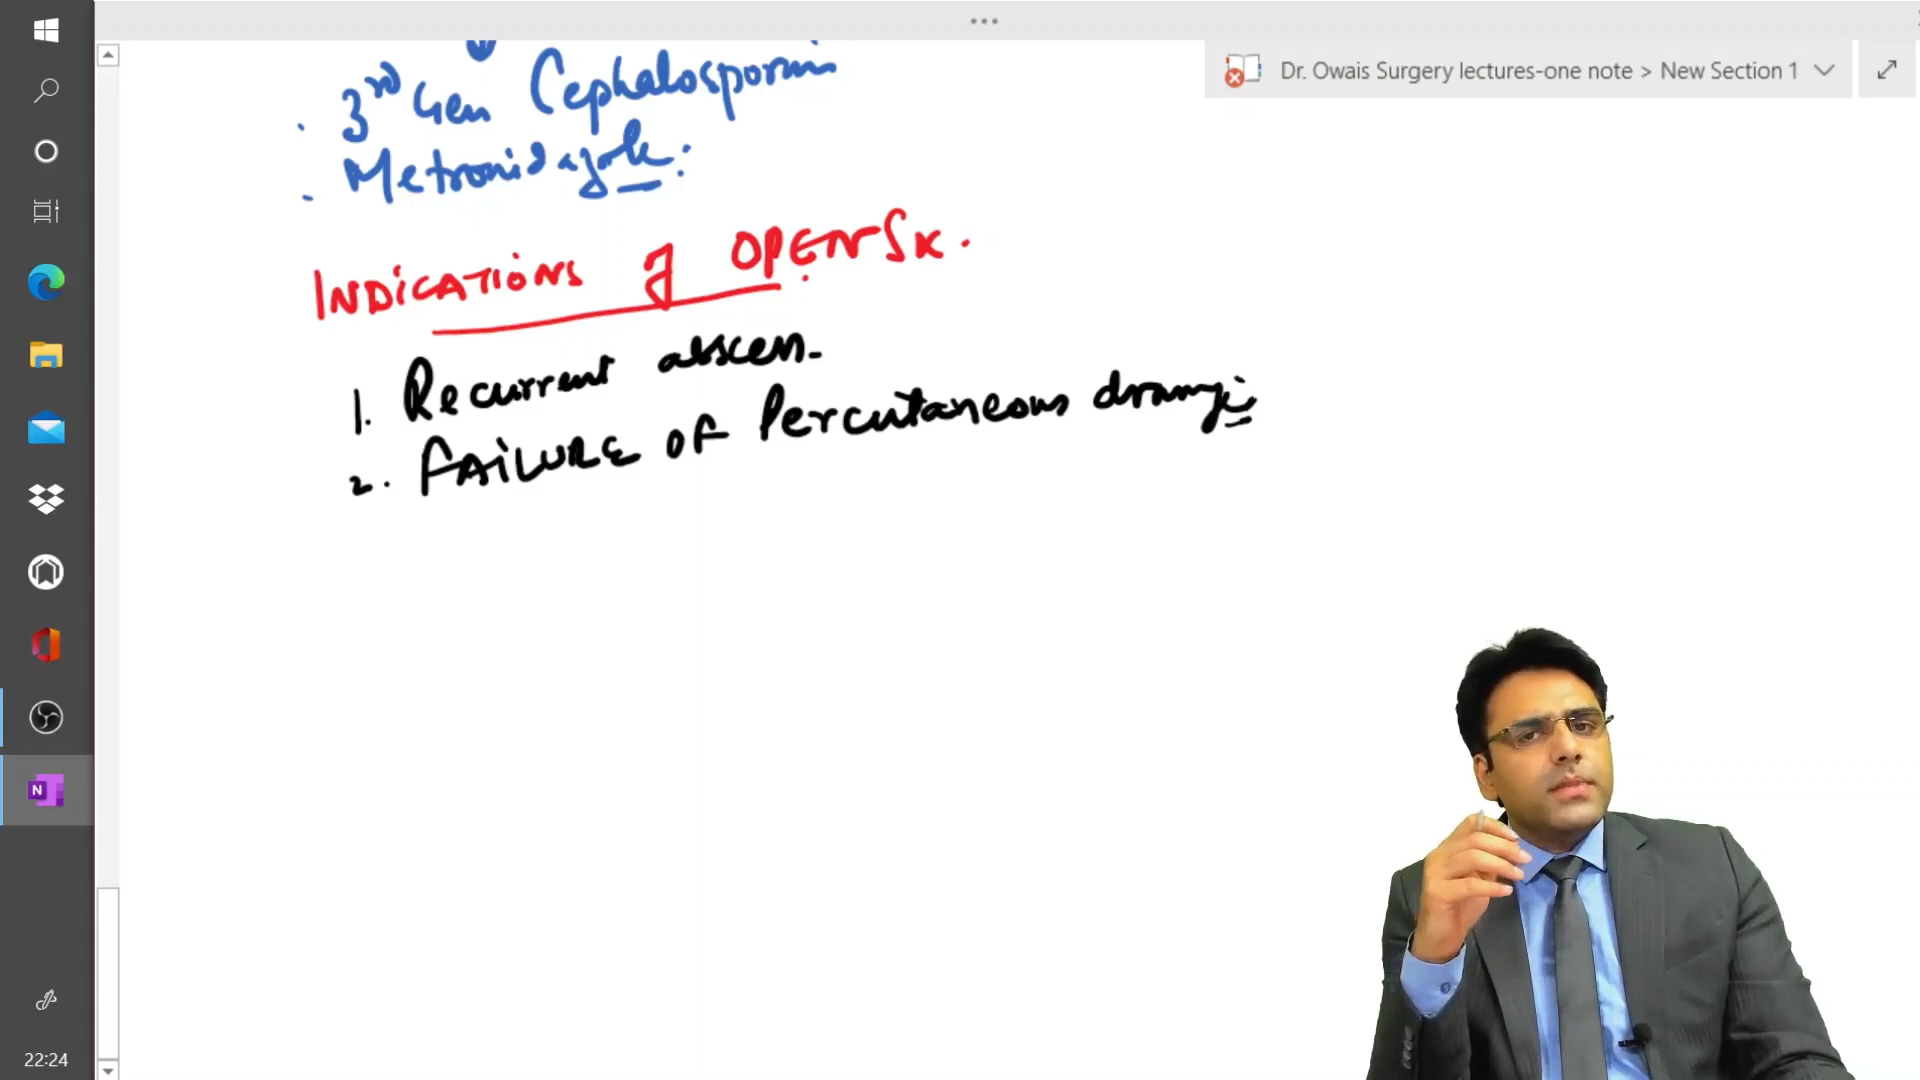 ...
Dr. Owais Surgery lectures-one note > New Section 1
3rd Gen Cephalosporin
Metronidazole:
INDICATIONS of OPEN Sx.
1. Recurrent abscess.
2. FAILURE OF Percutaneous drainage
N
22:24